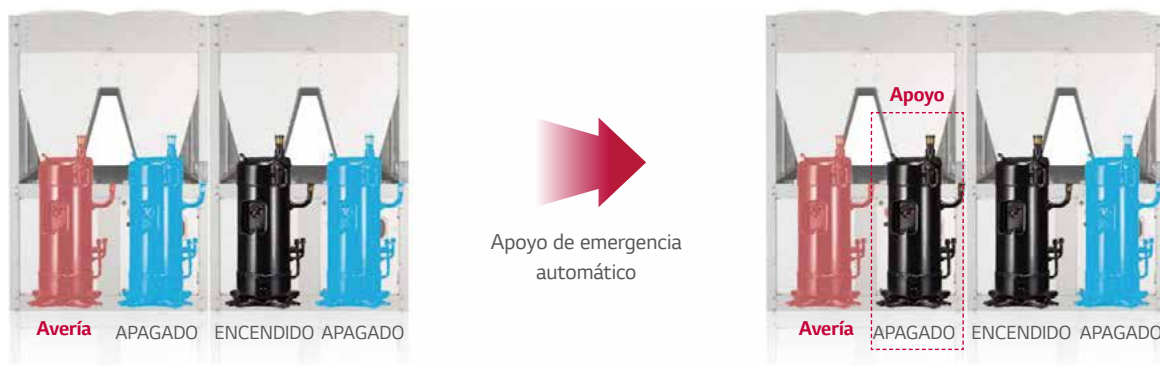 Avería APAGADO ENCENDIDO APAGADO
Apoyo de emergencia
automático
Apoyo
Avería APAGADO ENCENDIDO APAGADO